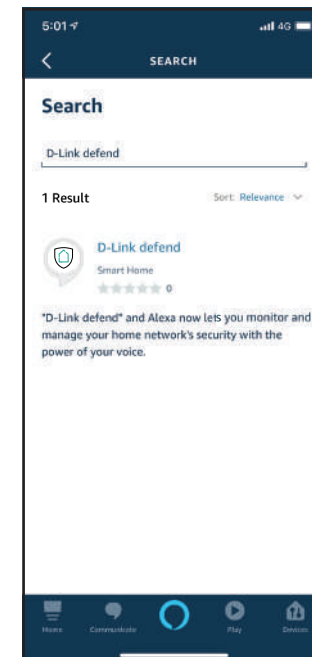 5:01
4G
SEARCH
Search
D-Link defend
1 Result
Sort: Relevance
D-Link defend
Smart Home
0
"D-Link defend" and Alexa now lets you monitor and
manage your home network's security with the
power of your voice.
Home Communicate Play Devices